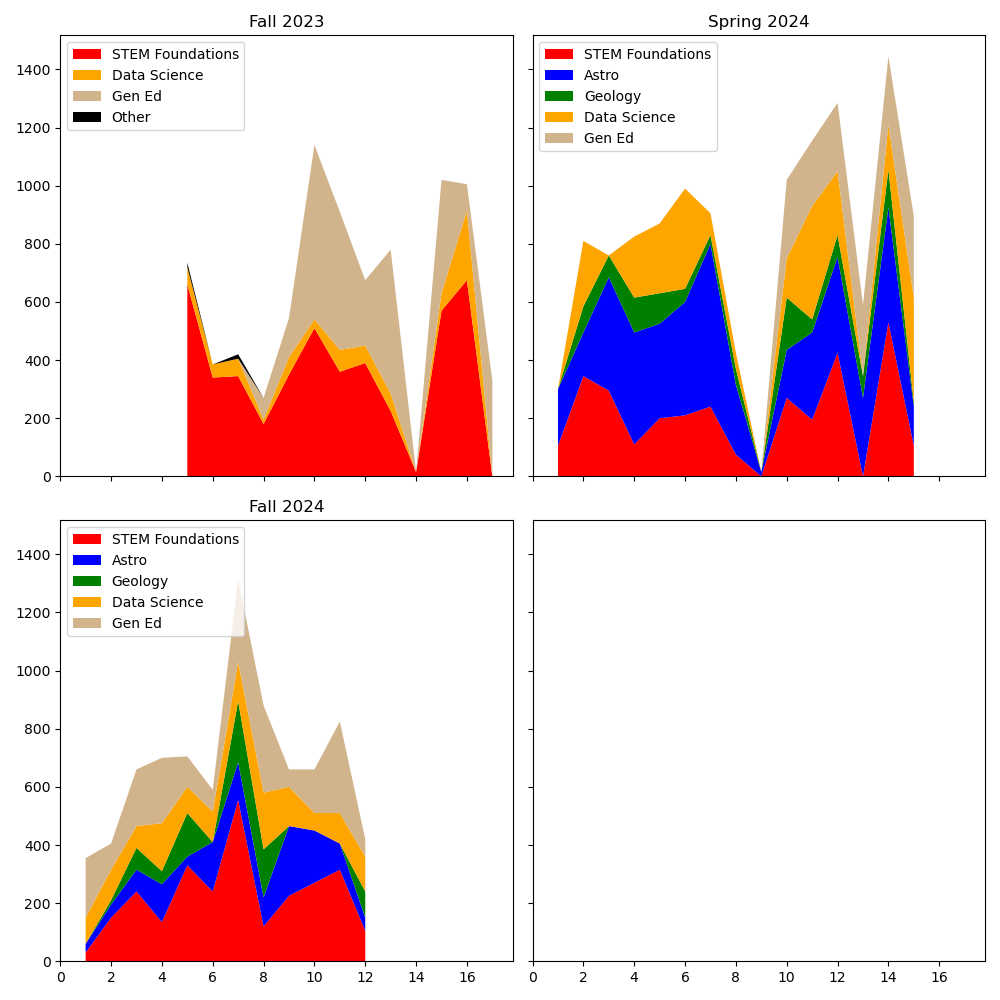 Fall 2023
STEM Foundations
Data Science
Gen Ed
Other
1400
1200
1000
800
600
400
200
0
Spring 2024
STEM Foundations
Astro
Geology
Data Science
Gen Ed
Fall 2024
STEM Foundations
Astro
Geology
Data Science
Gen Ed
1400
1200
1000
800
600
400
200
0
0 2 4 6 8 10 12 14 16
0 2 4 6 8 10 12 14 16